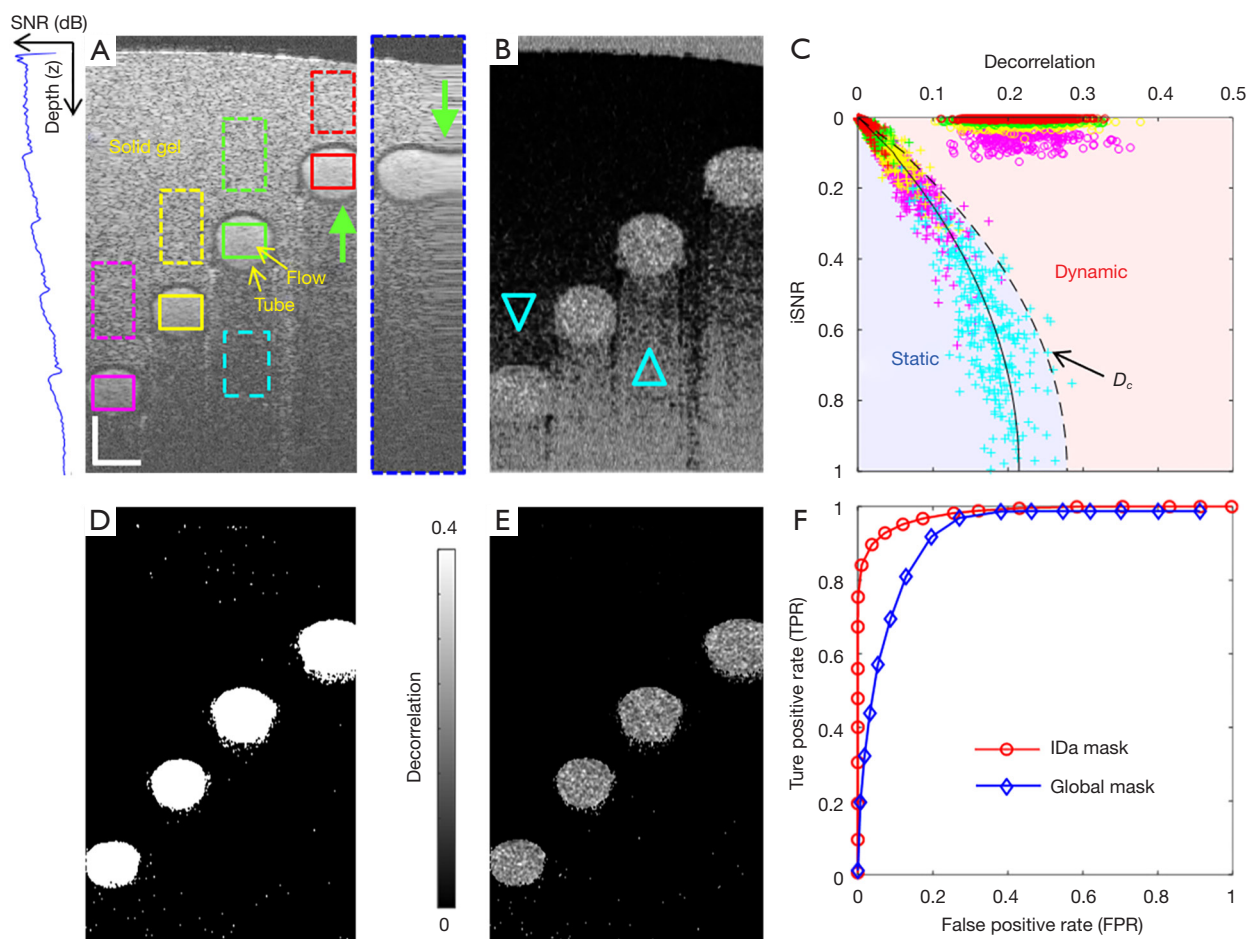 SNR (dB)
Depth (z)
A
Solid gel
Flow
Tube
B
C
Decorrelation
0 0.1 0.2 0.3 0.4 0.5
0
0.2
0.4
0.6
0.8
1
iSNR
Dynamic
Static
Dc
D
0.4
Decorrelation
0
E
F
1
0.8
0.6
0.4
0.2
0
Ture positive rate (TPR)
IDa mask
Global mask
0 0.2 0.4 0.6 0.8 1
False positive rate (FPR)